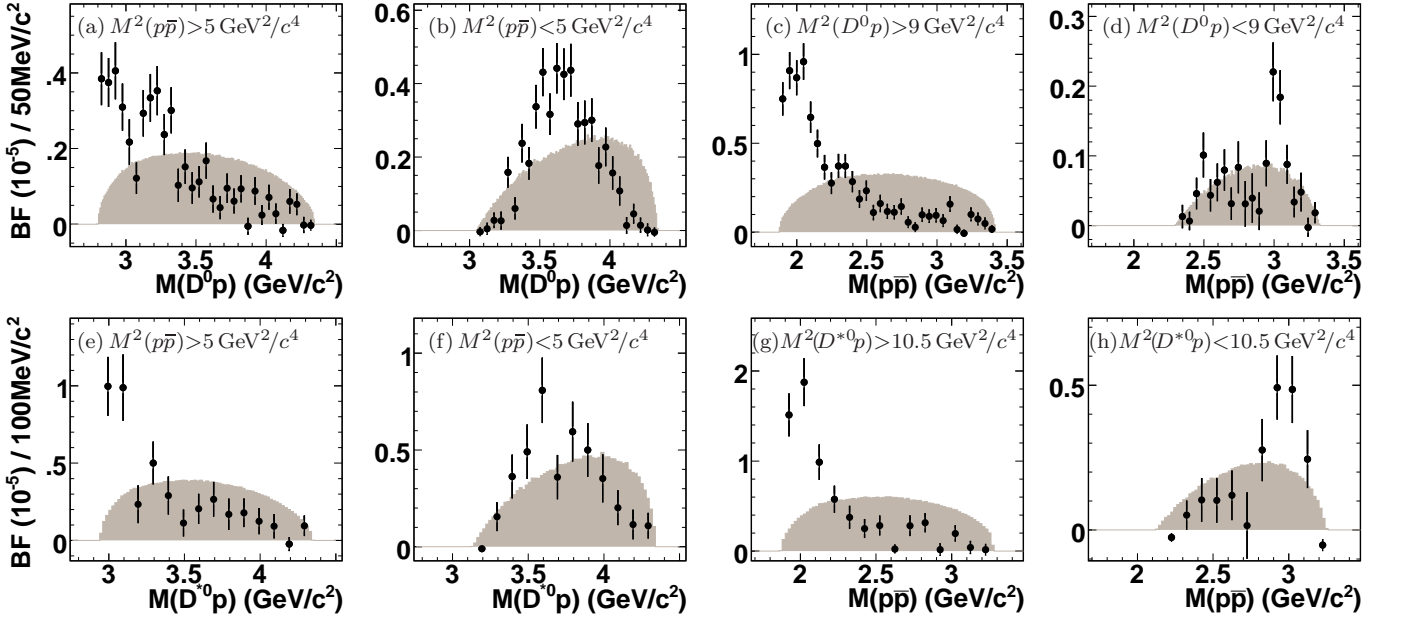 BF (10⁻⁵) / 50MeV/c²
(a) M²(pp̅)>5 GeV²/c⁴
.4
.2
0
3 3.5 4
M(D⁰p) (GeV/c²)
(b) M²(pp̅)<5 GeV²/c⁴
0.6
0.4
0.2
0
3 3.5 4
M(D⁰p) (GeV/c²)
(c) M²(D⁰p)>9 GeV²/c⁴
1
0.5
0
2 2.5 3 3.5
M(pp̅) (GeV/c²)
(d) M²(D⁰p)<9 GeV²/c⁴
0.3
0.2
0.1
0
2 2.5 3 3.5
M(pp̅) (GeV/c²)
BF (10⁻⁵) / 100MeV/c²
(e) M²(pp̅)>5 GeV²/c⁴
1
.5
0
3 3.5 4
M(D*⁰p) (GeV/c²)
(f) M²(pp̅)<5 GeV²/c⁴
1
0.5
0
3 3.5 4
M(D*⁰p) (GeV/c²)
(g) M²(D*⁰p)>10.5 GeV²/c⁴
2
1
0
2 2.5 3
M(pp̅) (GeV/c²)
(h) M²(D*⁰p)<10.5 GeV²/c⁴
0.5
0
2 2.5 3
M(pp̅) (GeV/c²)